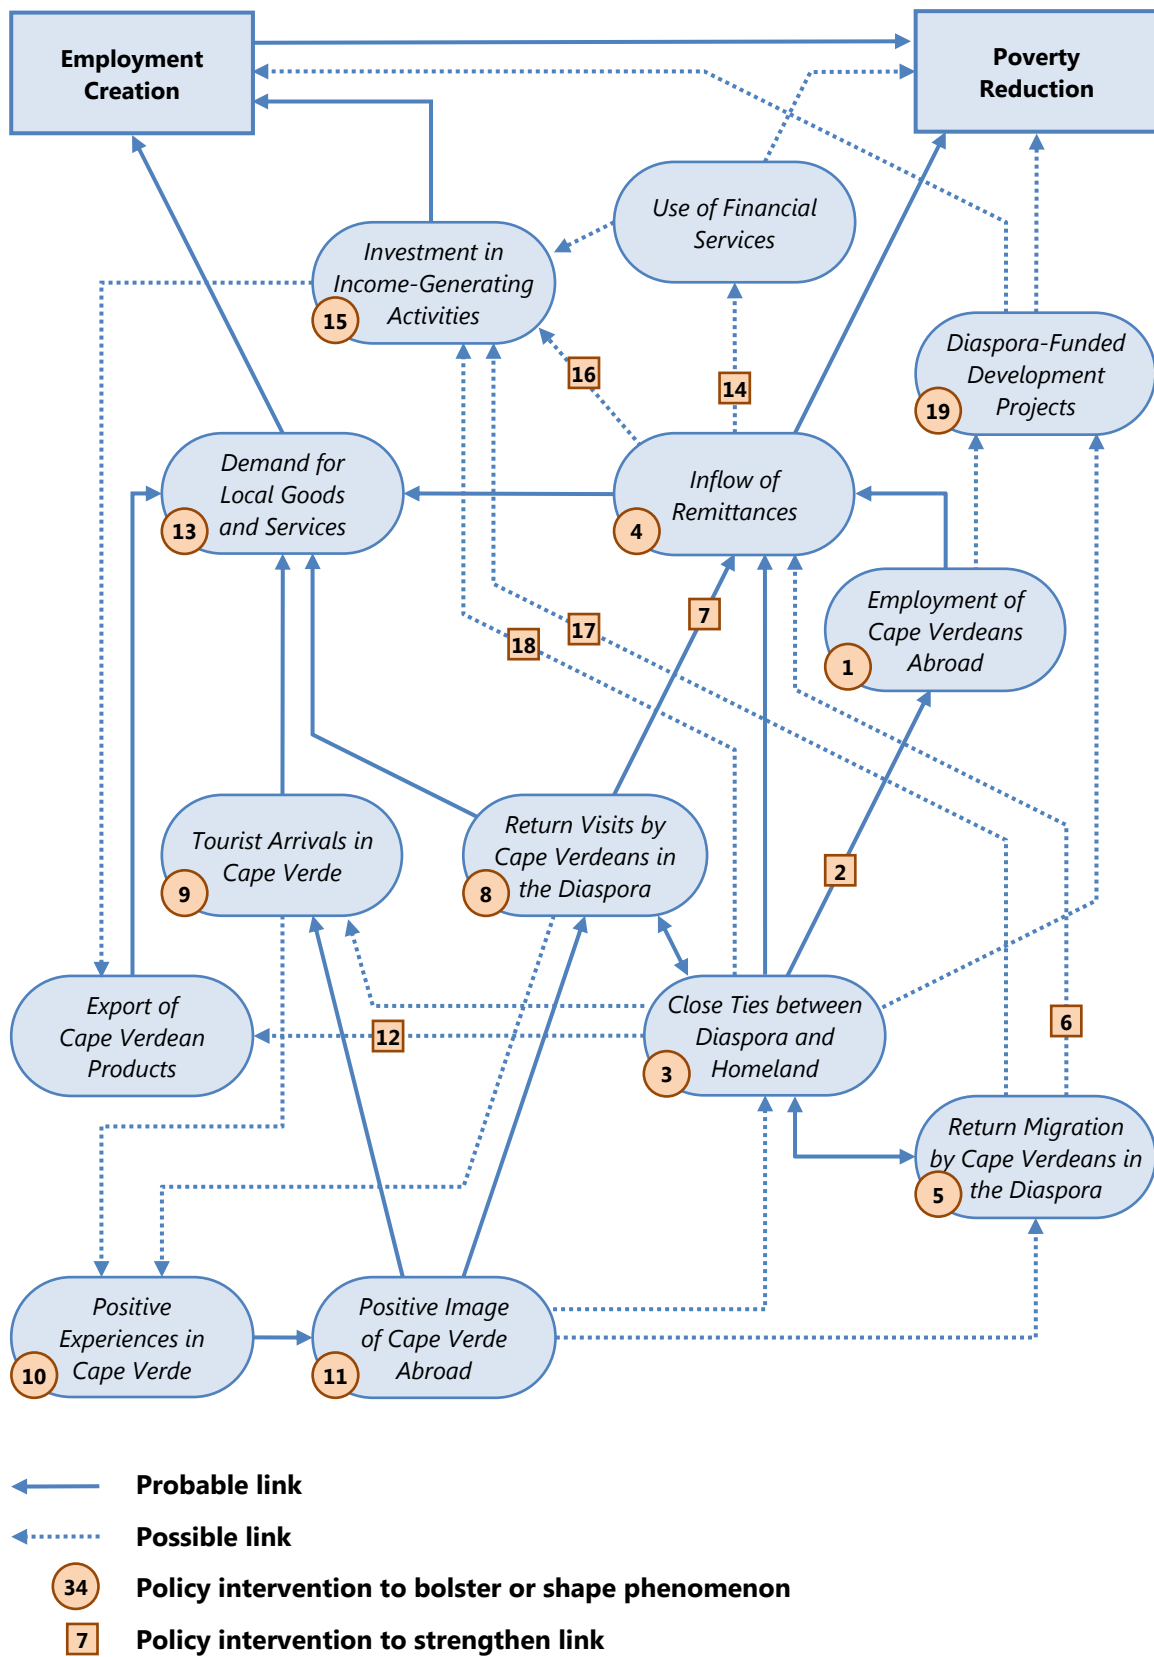 Employment
Creation
Poverty
Reduction
Use of Financial
Services
Investment in
Income-Generating
Activities
15
Diaspora-Funded
Development
Projects
19
16
14
Demand for
Local Goods
and Services
13
Inflow of
Remittances
4
Employment of
Cape Verdeans
Abroad
1
7
17
18
Tourist Arrivals in
Cape Verde
9
Return Visits by
Cape Verdeans in
the Diaspora
8
2
Export of
Cape Verdean
Products
12
Close Ties between
Diaspora and
Homeland
3
6
Return Migration
by Cape Verdeans in
the Diaspora
5
Positive
Experiences in
Cape Verde
10
Positive Image
of Cape Verde
Abroad
11
Probable link
Possible link
34 Policy intervention to bolster or shape phenomenon
7 Policy intervention to strengthen link